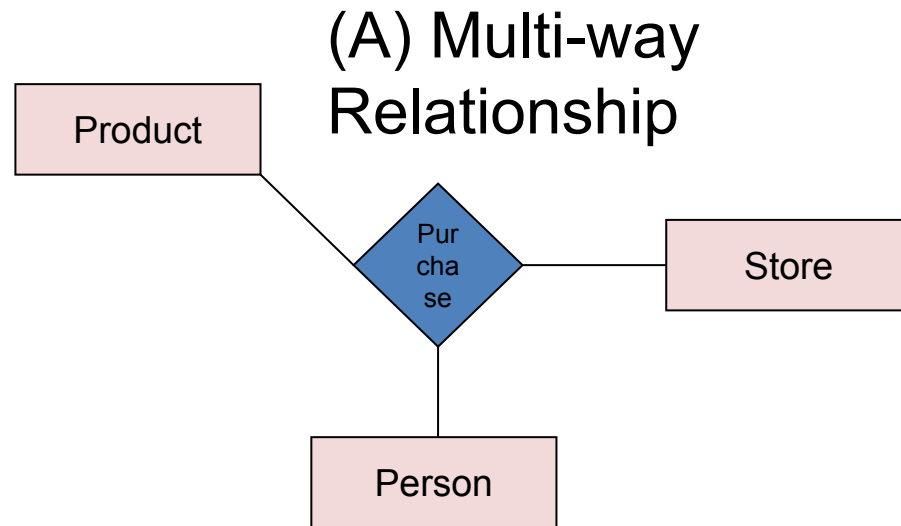 (A) Multi-way
Relationship
Product
Pur
cha
se
Store
Person